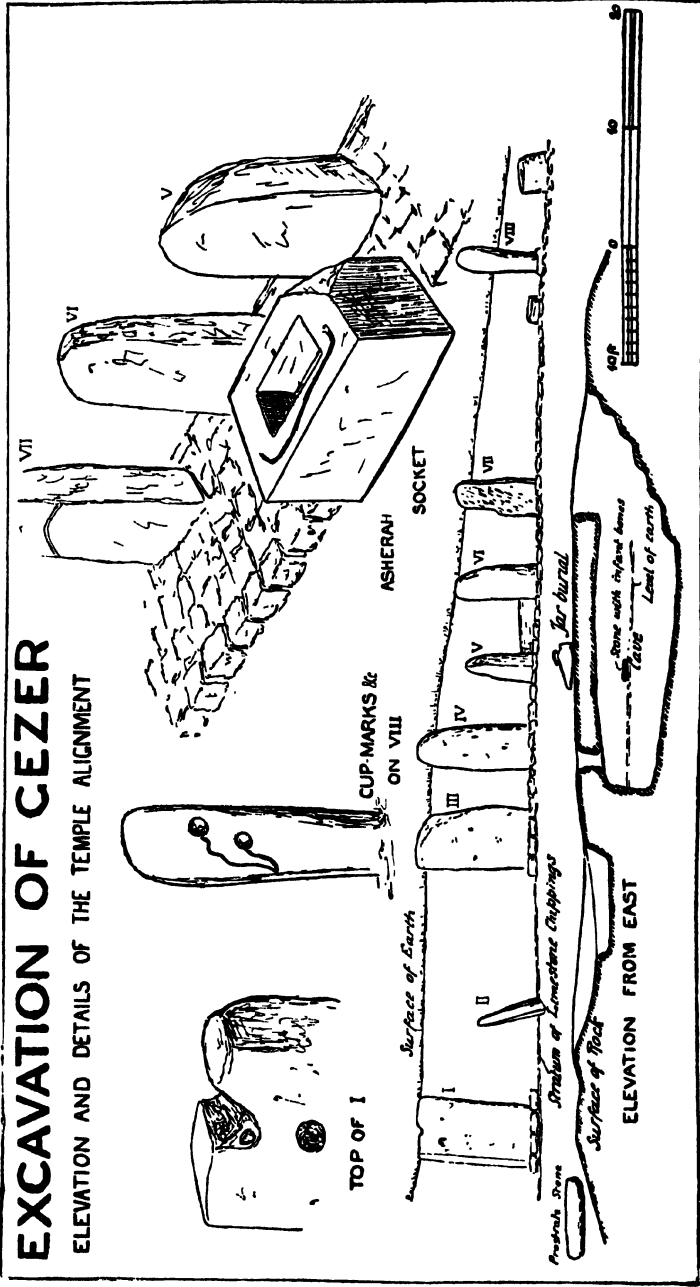 EXCAVATION OF GEZER
ELEVATION AND DETAILS OF THE TEMPLE ALIGNMENT
VII
VI
V
TOP OF I
CUP-MARKS &c
ON VIII
ASHERAH
SOCKET
Surface of Earth
I
II
III
IV
V
VI
VII
VIII
Prostrate Stone
Stratum of Limestone Chippings
Jar burial
Surface of Rock
Stone with infant bones
Cave
Level of earth
ELEVATION FROM EAST
10 ft
0
10
20